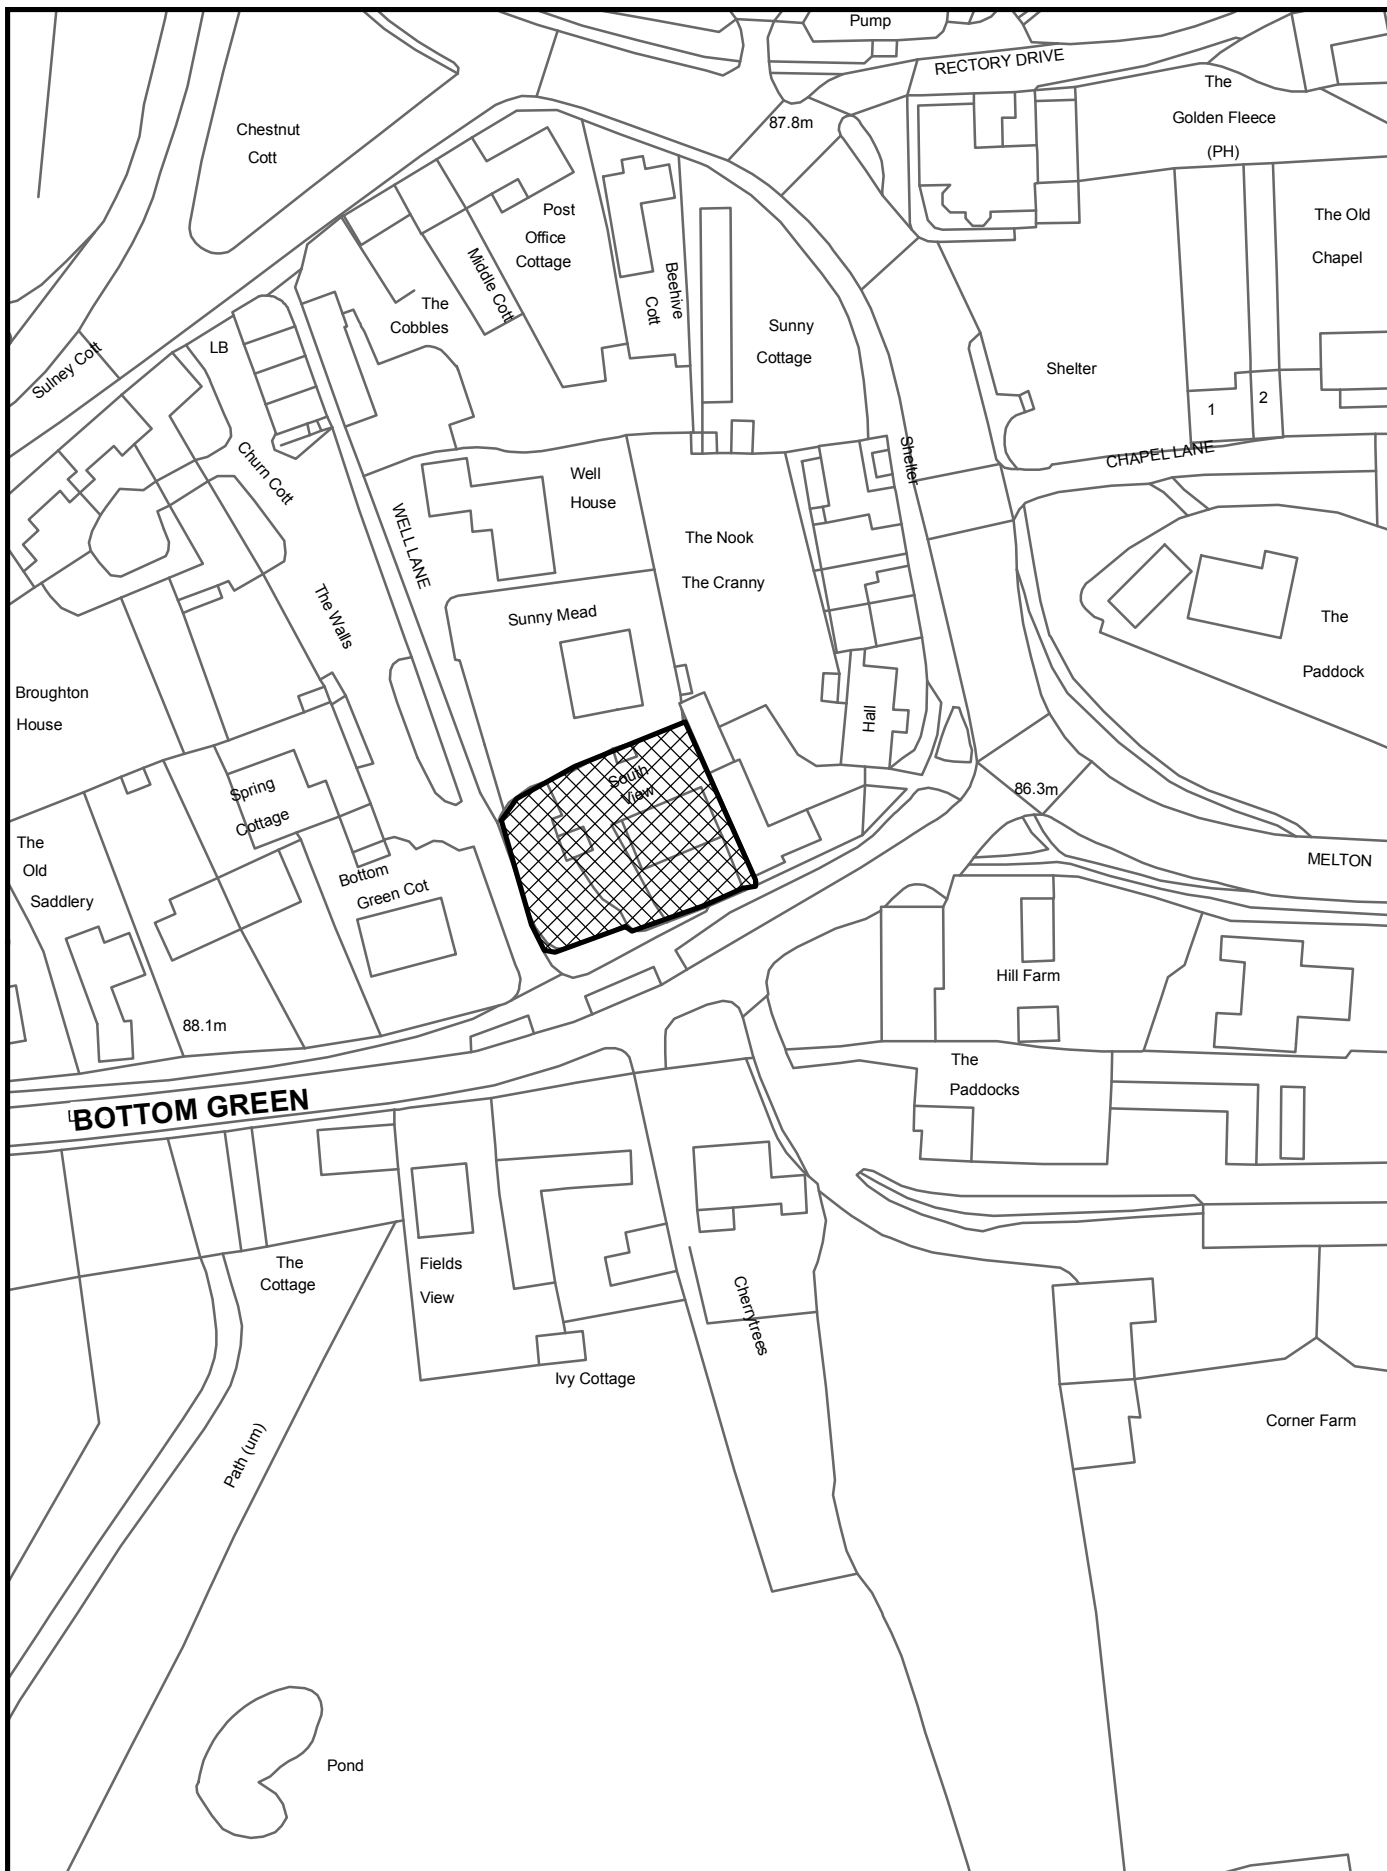 Pump
RECTORY DRIVE
The
Golden Fleece
(PH)
87.8m
Chestnut
Cott
Post
Office
Cottage
Middle Cott
The
Cobbles
Beehive
Cott
Sunny
Cottage
The Old
Chapel
Shelter
1
2
CHAPEL LANE
Sulney Cott
LB
Churn Cott
WELL LANE
Well
House
Shelter
The Nook
The Cranny
The Walls
Sunny Mead
The
Paddock
Broughton
House
Hall
South
View
Spring
Cottage
86.3m
MELTON
The
Old
Saddlery
Bottom
Green Cot
Hill Farm
88.1m
The
Paddocks
BOTTOM GREEN
The
Cottage
Fields
View
Cherrytrees
Ivy Cottage
Corner Farm
Path (um)
Pond